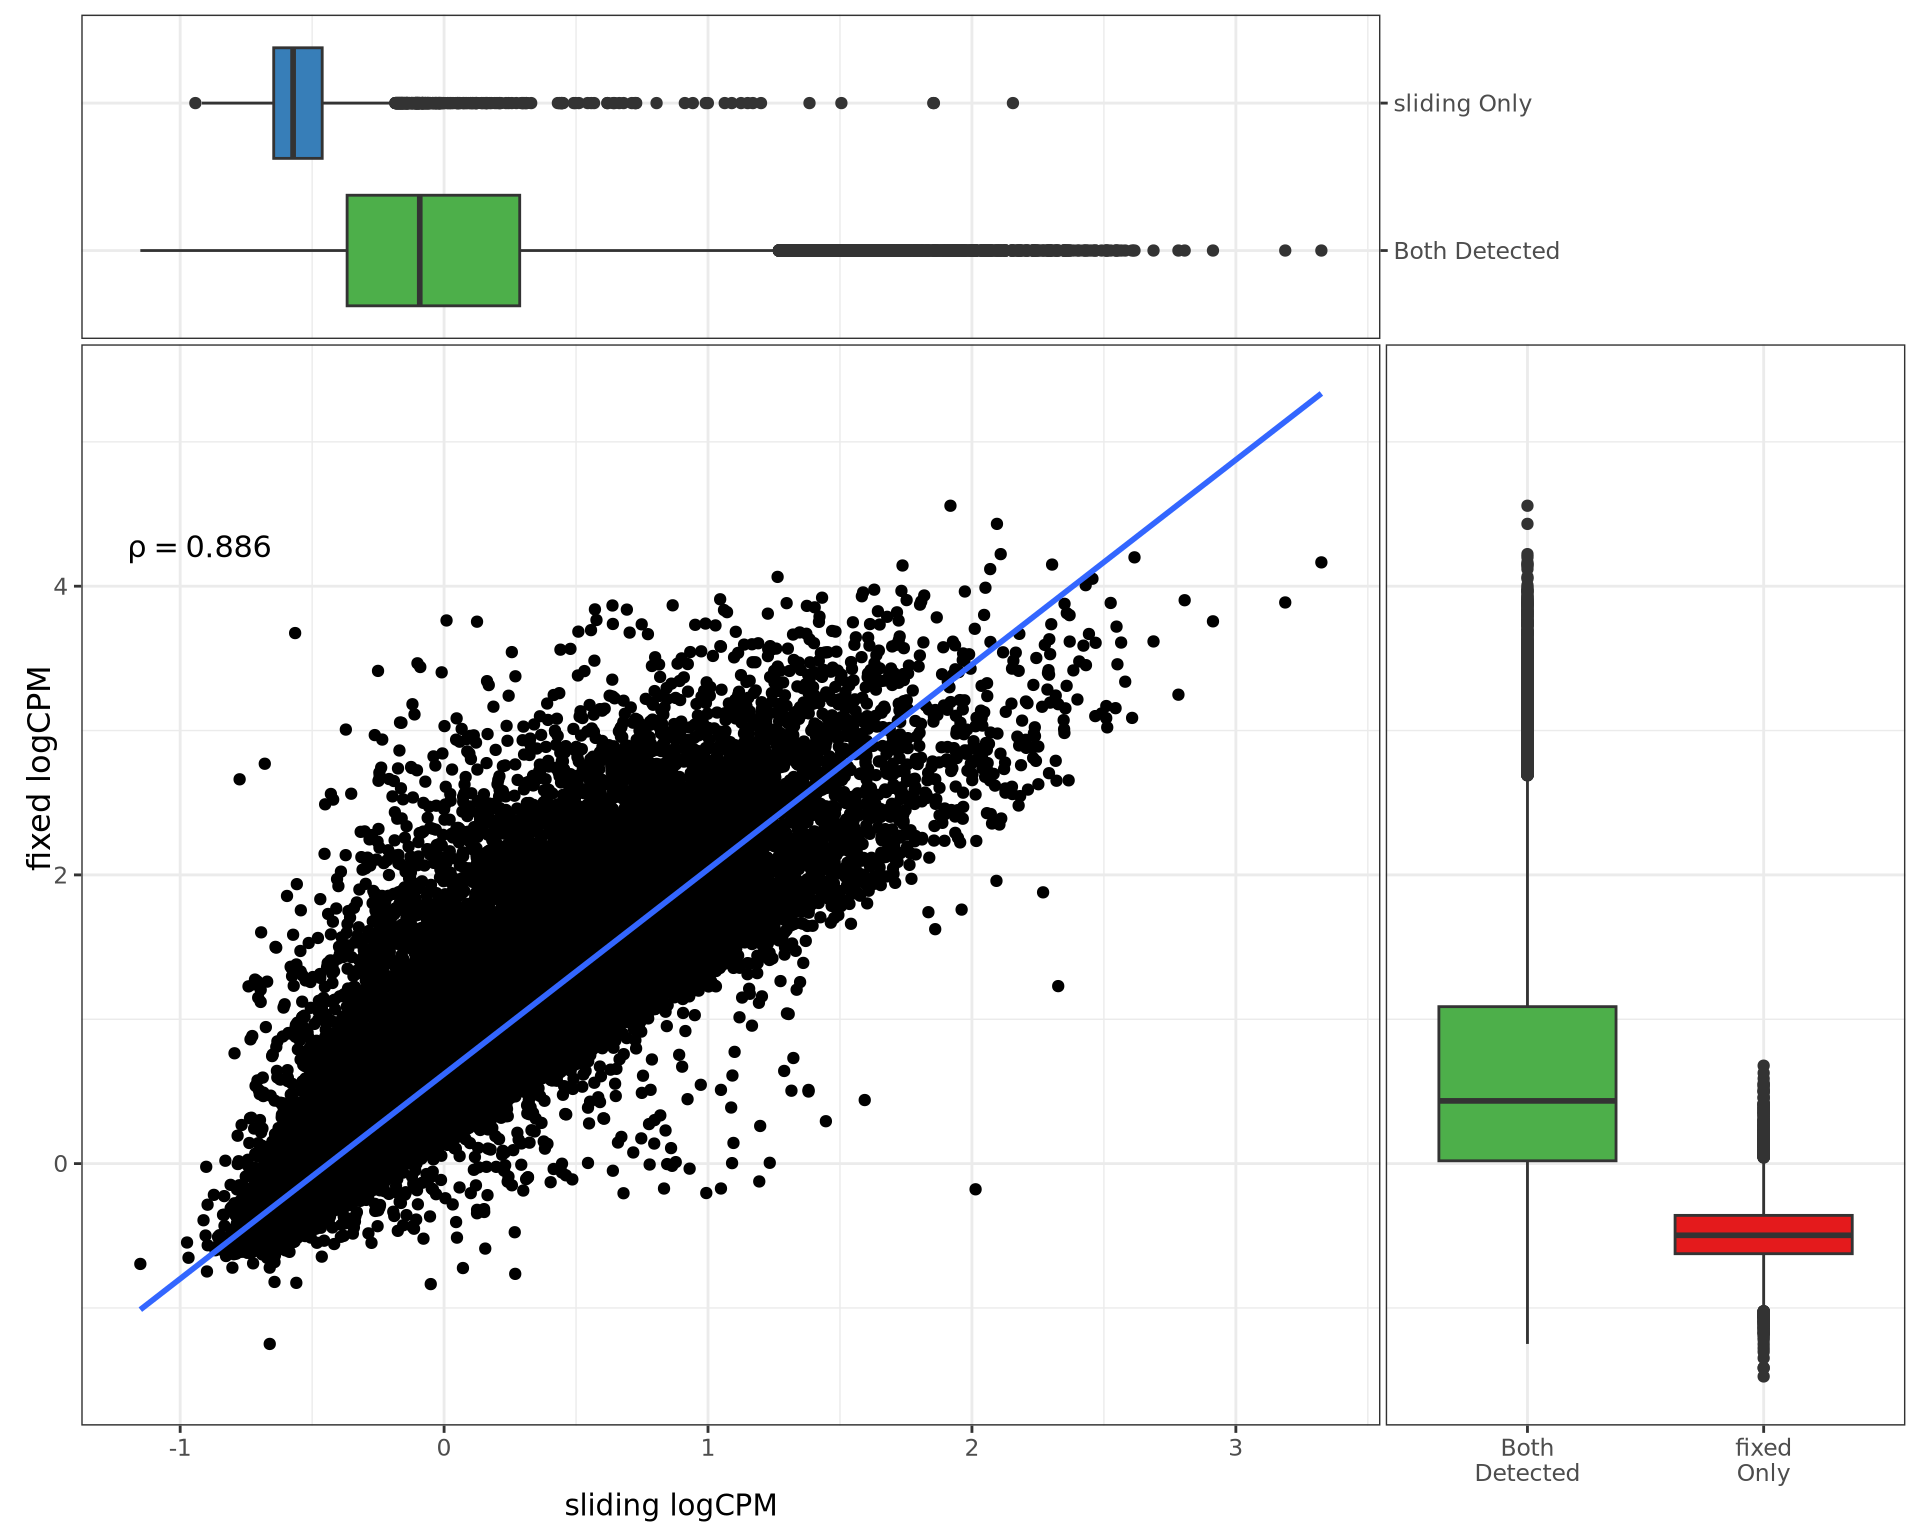 sliding Only
Both Detected
ρ = 0.886
fixed logCPM
4
2
0
-1
0
1
2
3
sliding logCPM
Both
Detected
fixed
Only